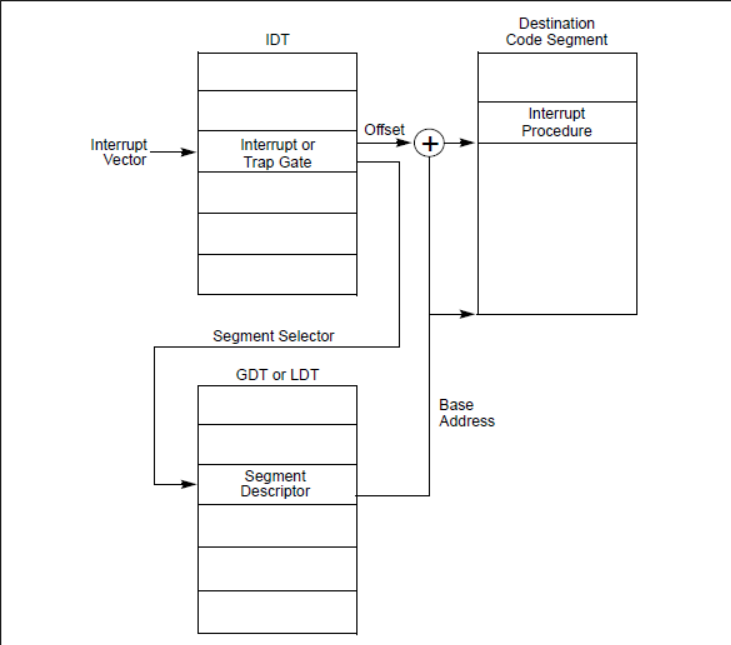 Destination
Code Segment
IDT
Interrupt
Procedure
Offset
+
Interrupt
Vector
Interrupt or
Trap Gate
Segment Selector
GDT or LDT
Base
Address
Segment
Descriptor